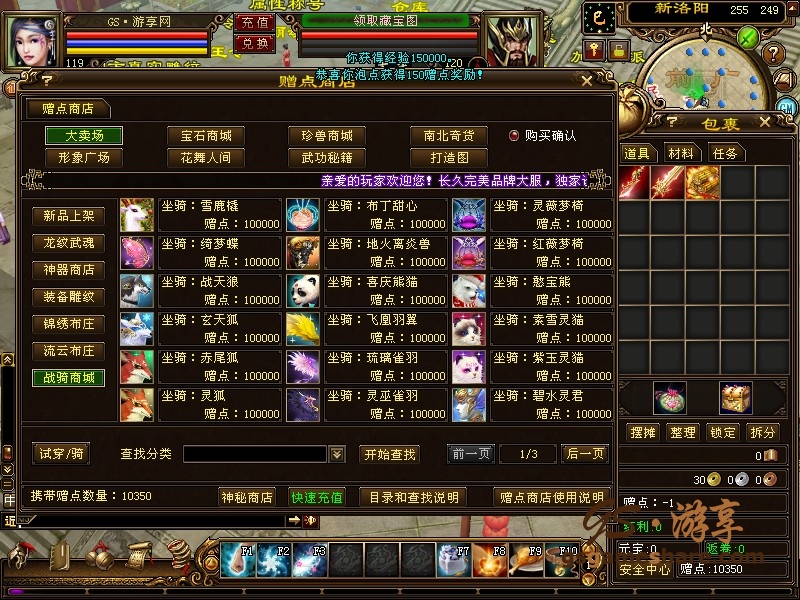 GS·游享网
充值
兑换
领取藏宝图
新洛阳 255 249
北
119
你获得经验150000。
恭喜你泡点获得150赠点奖励!
赠点商店
赠点商店
大卖场 宝石商城 珍兽商城 南北奇货 购买确认
形象广场 花舞人间 武功秘籍 打造图
亲爱的玩家欢迎您! 长久完美品牌大服,独家
新品上架
龙纹武魂
神器商店
装备雕纹
锦绣布庄
流云布庄
战骑商城
坐骑:雪鹿橇 坐骑:布丁甜心 坐骑:灵薇梦椅
赠点:100000 赠点:100000 赠点:100000
坐骑:绮梦蝶 坐骑:地火离炎兽 坐骑:红薇梦椅
赠点:100000 赠点:100000 赠点:100000
坐骑:战天狼 坐骑:喜庆熊猫 坐骑:憨宝熊
赠点:100000 赠点:100000 赠点:100000
坐骑:玄天狐 坐骑:飞凰羽翼 坐骑:素雪灵猫
赠点:100000 赠点:100000 赠点:100000
坐骑:赤尾狐 坐骑:琉璃雀羽 坐骑:紫玉灵猫
赠点:100000 赠点:100000 赠点:100000
坐骑:灵狐 坐骑:灵巫雀羽 坐骑:碧水灵君
赠点:100000 赠点:100000 赠点:100000
试穿/骑 查找分类 开始查找 前一页 1/3 后一页
携带赠点数量:10350 神秘商店 快速充值 目录和查找说明 赠点商店使用说明
包裹
道具 材料 任务
摆摊 整理 锁定 拆分
0
30 0 0
赠点:-1
红利:0
元宝:0 返卷:0
安全中心 赠点:10350
游享
近
F1 F2 F3 F7 F8 F9 F10
1